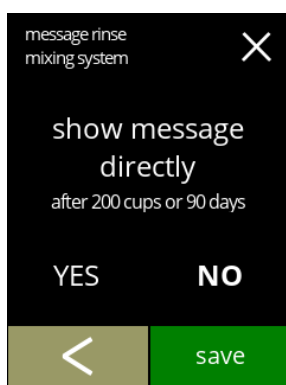 message rinse
mixing system
show message
directly
after 200 cups or 90 days
YES NO
save